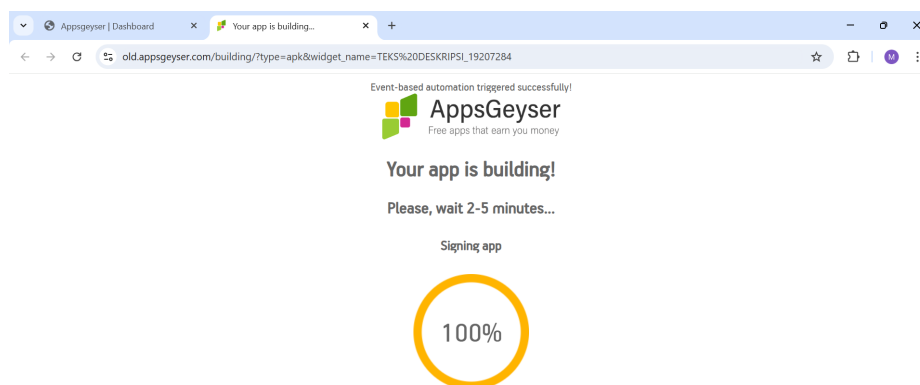 Appsgeyser | Dashboard
Your app is building...
old.appsgeyser.com/building/?type=apk&widget_name=TEKS%20DESKRIPSI_19207284
M
Event-based automation triggered successfully!
AppsGeyser
Free apps that earn you money
Your app is building!
Please, wait 2-5 minutes...
Signing app
100%